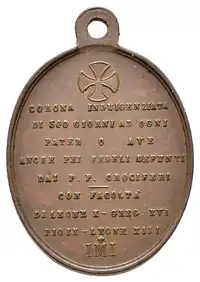 CORONA INDULGENZIATA
DI 500 GIORNI AD OGNI
PATER O AVE
ANCHE PEI FEDELI DEFUNTI
DAI P.P. CROCIFERI
CON FACOLTÀ
DI LEONE X - GREG. XVI
PIO IX - LEONE XIII
IMI